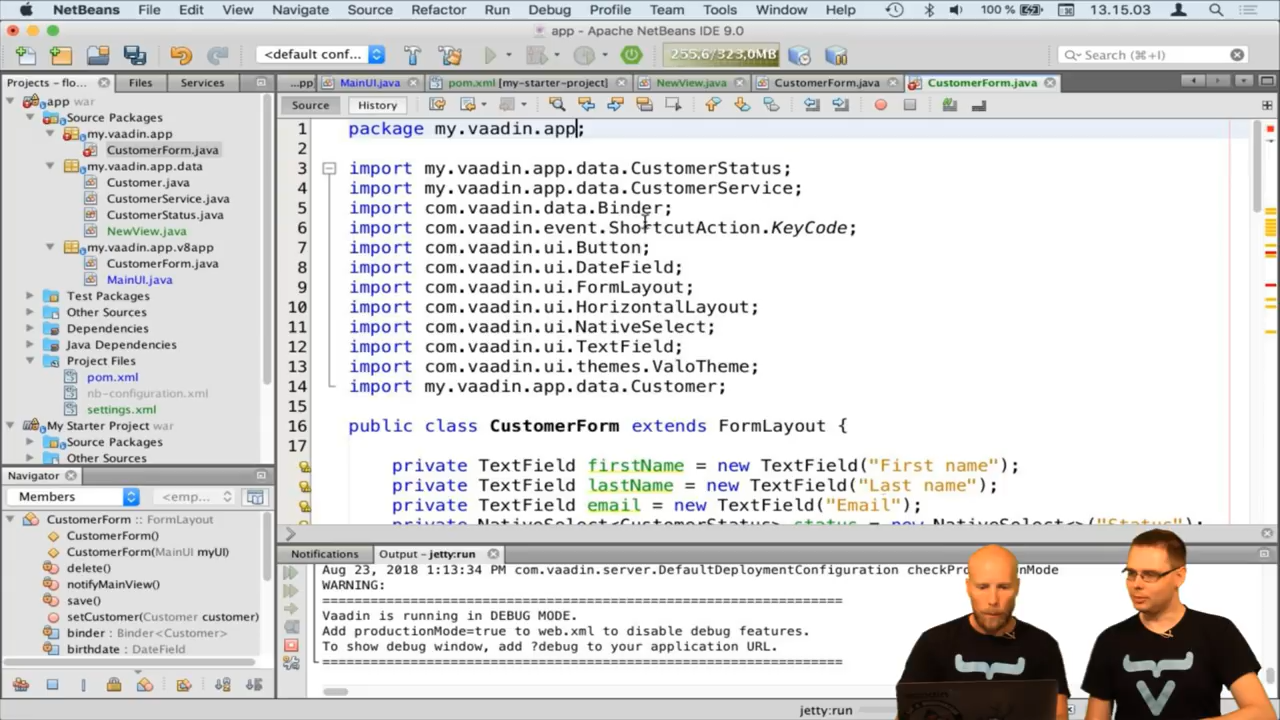 NetBeans File Edit View Navigate Source Refactor Run Debug Profile Team Tools Window Help 100 % 13.15.03
app - Apache NetBeans IDE 9.0
<default conf... 255,6/323,0MB Search (⌘+I)
Projects - flo... Files Services
...pp MainUI.java pom.xml [my-starter-project] NewView.java CustomerForm.java CustomerForm.java
Source History
app war
Source Packages
my.vaadin.app
CustomerForm.java
my.vaadin.app.data
Customer.java
CustomerService.java
CustomerStatus.java
NewView.java
my.vaadin.app.v8app
CustomerForm.java
MainUI.java
Test Packages
Other Sources
Dependencies
Java Dependencies
Project Files
pom.xml
nb-configuration.xml
settings.xml
My Starter Project war
Source Packages
Other Sources
1 package my.vaadin.app;
2
3 import my.vaadin.app.data.CustomerStatus;
4 import my.vaadin.app.data.CustomerService;
5 import com.vaadin.data.Binder;
6 import com.vaadin.event.ShortcutAction.KeyCode;
7 import com.vaadin.ui.Button;
8 import com.vaadin.ui.DateField;
9 import com.vaadin.ui.FormLayout;
10 import com.vaadin.ui.HorizontalLayout;
11 import com.vaadin.ui.NativeSelect;
12 import com.vaadin.ui.TextField;
13 import com.vaadin.ui.themes.ValoTheme;
14 import my.vaadin.app.data.Customer;
15
16 public class CustomerForm extends FormLayout {
17
private TextField firstName = new TextField("First name");
private TextField lastName = new TextField("Last name");
private TextField email = new TextField("Email");
private NativeSelect<CustomerStatus> status = new NativeSelect<>("Status");
Navigator
Members <emp...
CustomerForm :: FormLayout
CustomerForm()
CustomerForm(MainUI myUI)
delete()
notifyMainView()
save()
setCustomer(Customer customer)
binder : Binder<Customer>
birthdate : DateField
Notifications Output - jetty:run
Aug 23, 2018 1:13:34 PM com.vaadin.server.DefaultDeploymentConfiguration checkPro nMode
WARNING:
=================================================================
Vaadin is running in DEBUG MODE.
Add productionMode=true to web.xml to disable debug features.
To show debug window, add ?debug to your application URL.
=================================================================
jetty:run